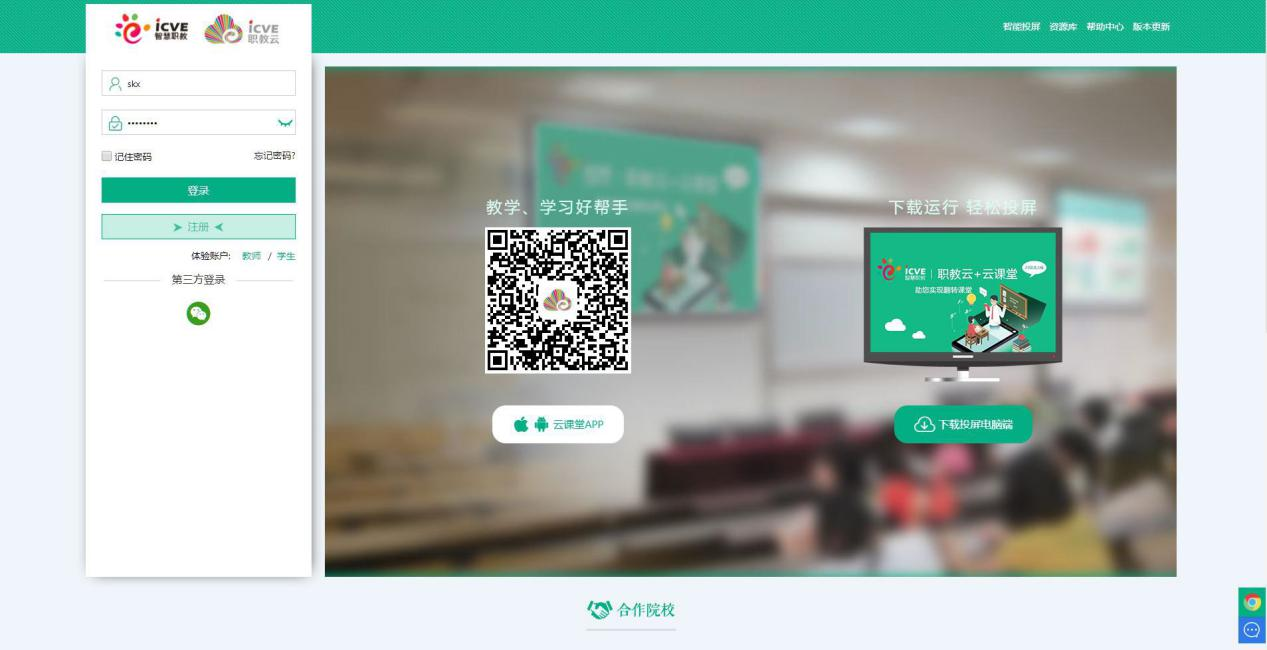 icve 智慧职教 icve 职教云
智能投屏 资源库 帮助中心 版本更新
skx
••••••••
记住密码 忘记密码?
登录
注册
体验账户: 教师 / 学生
第三方登录
教学、学习好帮手
云课堂APP
下载运行 轻松投屏
icve 智慧职教 | 职教云+云课堂
助您实现翻转课堂
下载投屏电脑端
合作院校